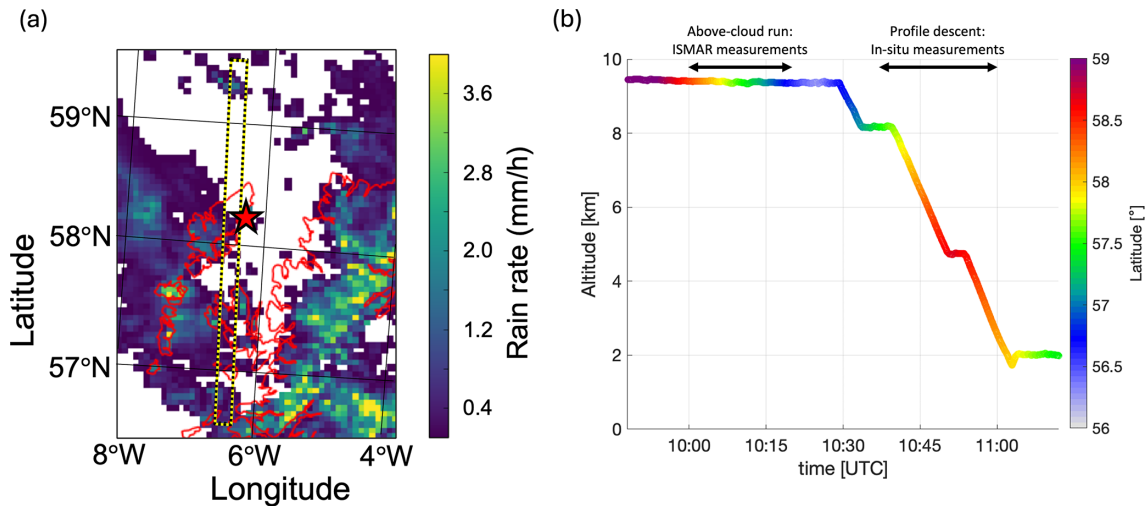 (a)
59°N
58°N
57°N
8°W
6°W
4°W
Latitude
Longitude
3.6
2.8
2.0
1.2
0.4
Rain rate (mm/h)
(b)
Above-cloud run:
ISMAR measurements
Profile descent:
In-situ measurements
10
8
6
4
2
0
Altitude [km]
10:00
10:15
10:30
10:45
11:00
time [UTC]
59
58.5
58
57.5
57
56.5
56
Latitude [°]